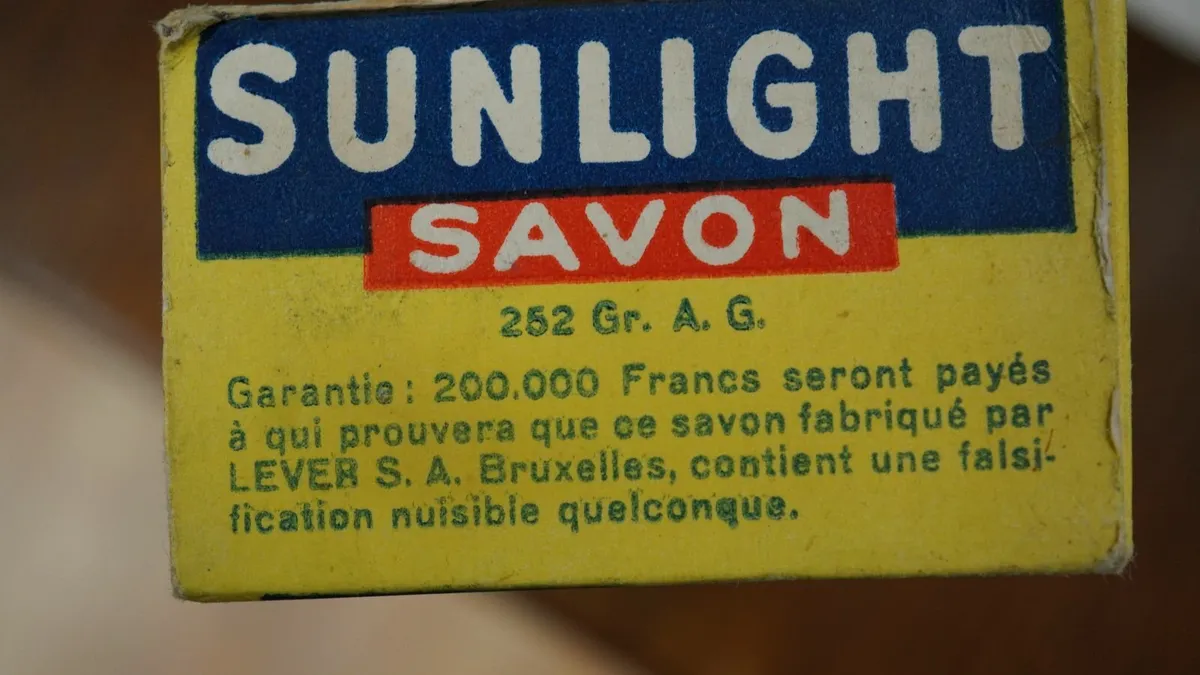 SUNLIGHT
SAVON
252 Gr. A. G.
Garantie : 200.000 Francs seront payés
à qui prouvera que ce savon fabriqué par
LEVER S. A. Bruxelles, contient une falsi-
fication nuisible quelconque.